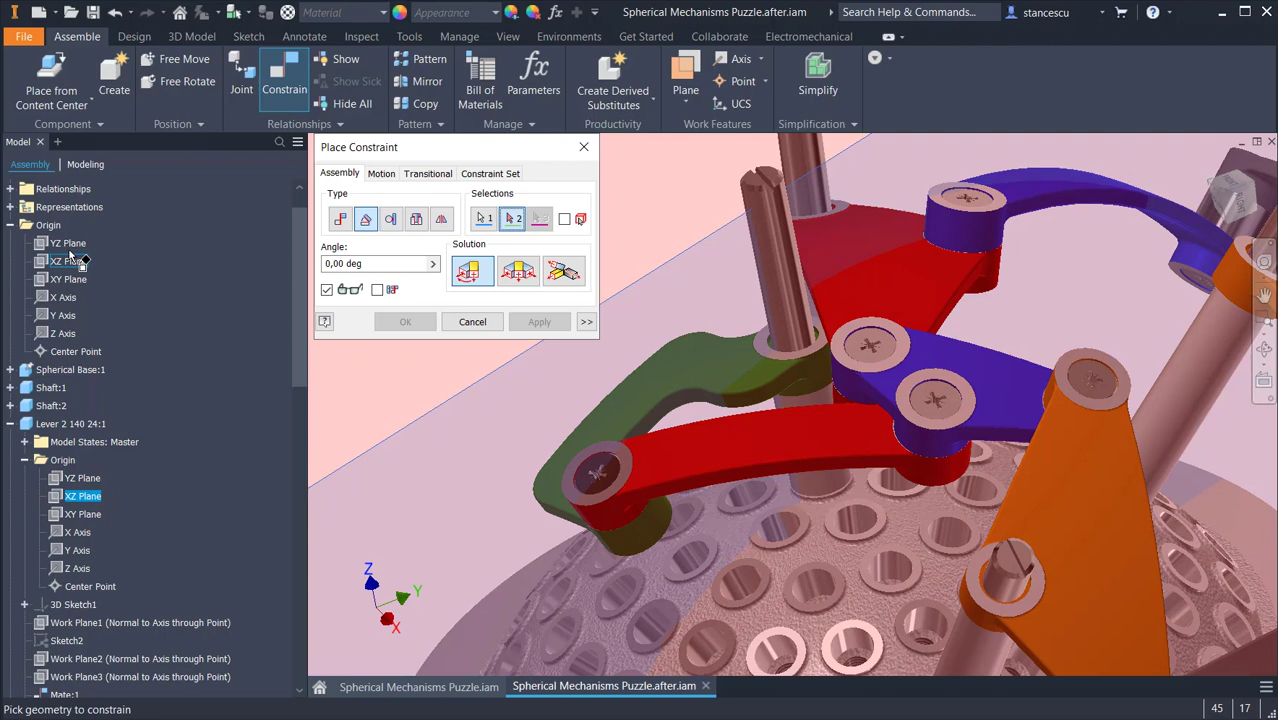 Material
Appearance
Spherical Mechanisms Puzzle.after.iam
Search Help & Commands...
stancescu
File
Assemble
Design
3D Model
Sketch
Annotate
Inspect
Tools
Manage
View
Environments
Get Started
Collaborate
Electromechanical
Place from
Content Center
Create
Free Move
Free Rotate
Joint
Constrain
Show
Show Sick
Hide All
Pattern
Mirror
Copy
Bill of
Materials
Parameters
Create Derived
Substitutes
Plane
Axis
Point
UCS
Simplify
Component
Position
Relationships
Pattern
Manage
Productivity
Work Features
Simplification
Model
Assembly
Modeling
Relationships
Representations
Origin
YZ Plane
XZ Plane
XY Plane
X Axis
Y Axis
Z Axis
Center Point
Spherical Base:1
Shaft:1
Shaft:2
Lever 2 140 24:1
Model States: Master
Origin
YZ Plane
XZ Plane
XY Plane
X Axis
Y Axis
Z Axis
Center Point
3D Sketch1
Work Plane1 (Normal to Axis through Point)
Sketch2
Work Plane2 (Normal to Axis through Point)
Work Plane3 (Normal to Axis through Point)
Mate:1
Place Constraint
Assembly
Motion
Transitional
Constraint Set
Type
Selections
1
2
Angle:
0,00 deg
Solution
OK
Cancel
Apply
>>
Z
Y
X
Spherical Mechanisms Puzzle.iam
Spherical Mechanisms Puzzle.after.iam
Pick geometry to constrain
45
17